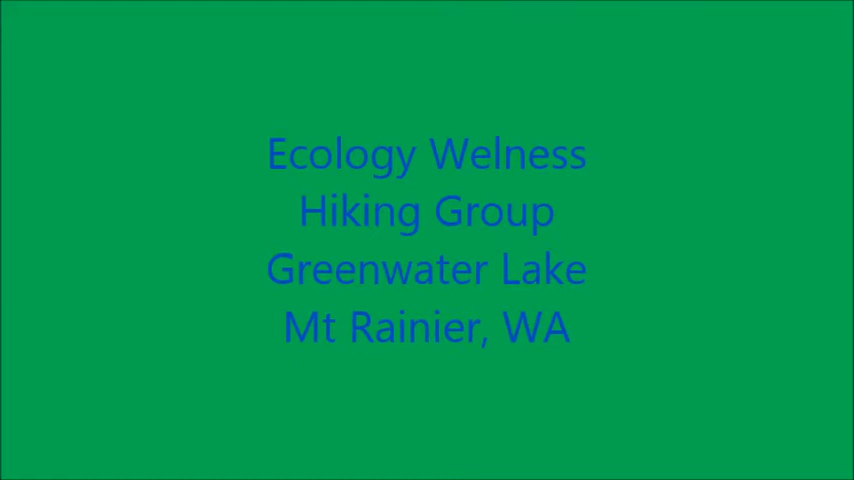 Ecology Welness
Hiking Group
Greenwater Lake
Mt Rainier, WA